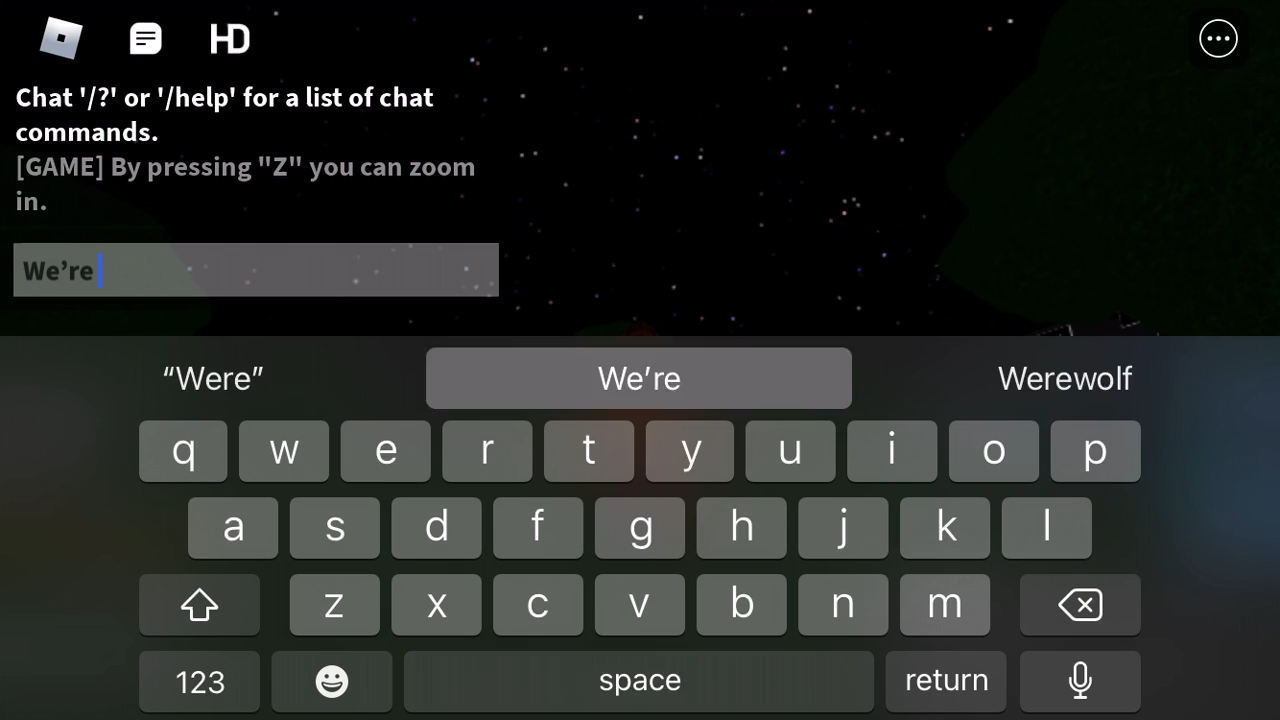 HD
Chat '/?' or '/help' for a list of chat
commands.
[GAME] By pressing "Z" you can zoom
in.
We’re
“Were” We’re Werewolf
q w e r t y u i o p
a s d f g h j k l
z x c v b n m
123 space return